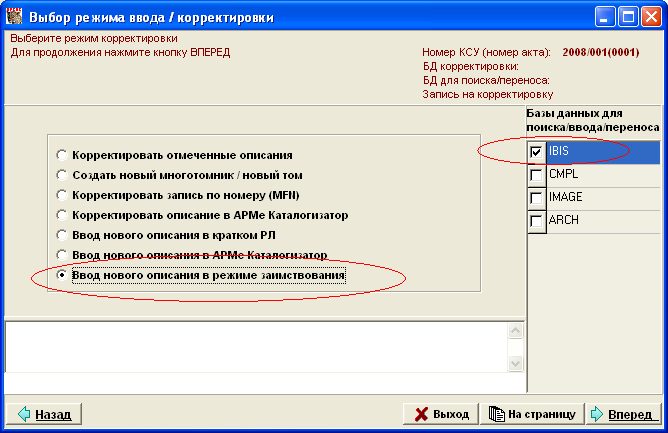 Выбор режима ввода / корректировки
Выберите режим корректировки
Для продолжения нажмите кнопку ВПЕРЕД
Номер КСУ (номер акта): 2008/001(0001)
БД корректировки:
БД для поиска/переноса:
Запись на корректировку
Базы данных для
поиска/ввода/переноса
IBIS
CMPL
IMAGE
ARCH
Корректировать отмеченные описания
Создать новый многотомник / новый том
Корректировать запись по номеру (MFN)
Корректировать описание в АРМе Каталогизатор
Ввод нового описания в кратком РЛ
Ввод нового описания в АРМе Каталогизатор
Ввод нового описания в режиме заимствования
Назад
Выход
На страницу
Вперед